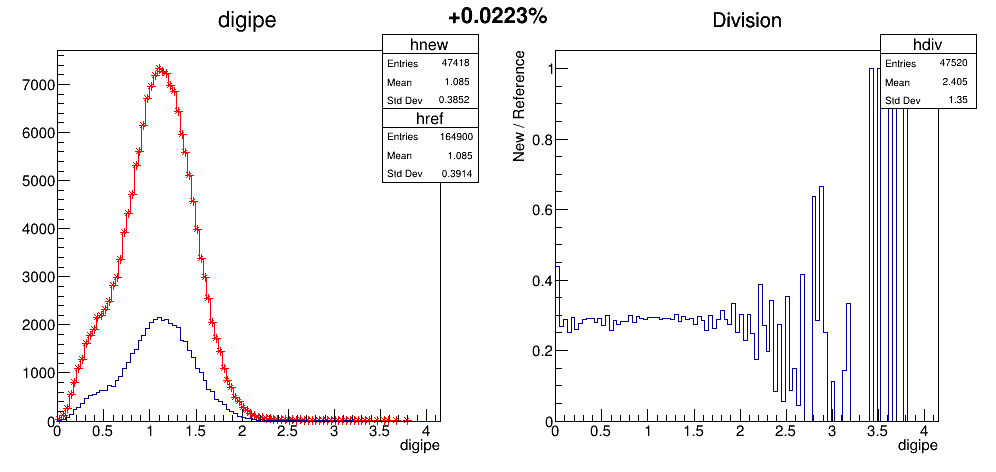 +0.0223%
digipe
hnew
Entries 47418
Mean 1.085
Std Dev 0.3852
href
Entries 164900
Mean 1.085
Std Dev 0.3914
7000
6000
5000
4000
3000
2000
1000
0
0 0.5 1 1.5 2 2.5 3 3.5 4
digipe
Division
hdiv
Entries 47520
Mean 2.405
Std Dev 1.35
New / Reference
1
0.8
0.6
0.4
0.2
0
0 0.5 1 1.5 2 2.5 3 3.5 4
digipe